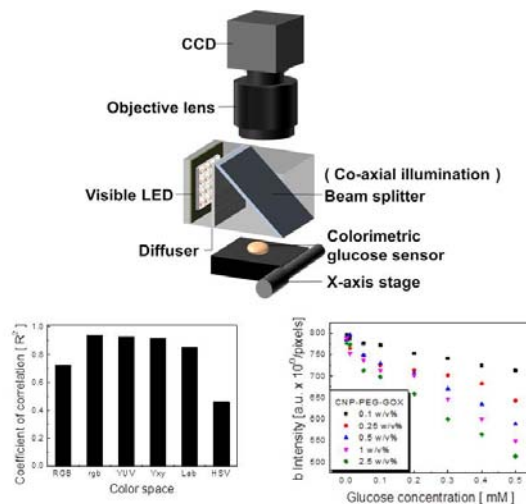 CCD
Objective lens
( Co-axial illumination )
Visible LED
Beam splitter
Diffuser
Colorimetric
glucose sensor
X-axis stage
Coefficient of correlation [ R² ]
1.0
0.8
0.6
0.4
0.2
0.0
RGB rgb YUV Yxy Lab HSV
Color space
b Intensity [a.u. x 10⁰/pixels]
800
750
700
650
600
550
500
CNP-PEG-GOX
0.1 w/v%
0.25 w/v%
0.5 w/v%
1 w/v%
2.5 w/v%
0.0 0.1 0.2 0.3 0.4 0.5
Glucose concentration [ mM ]